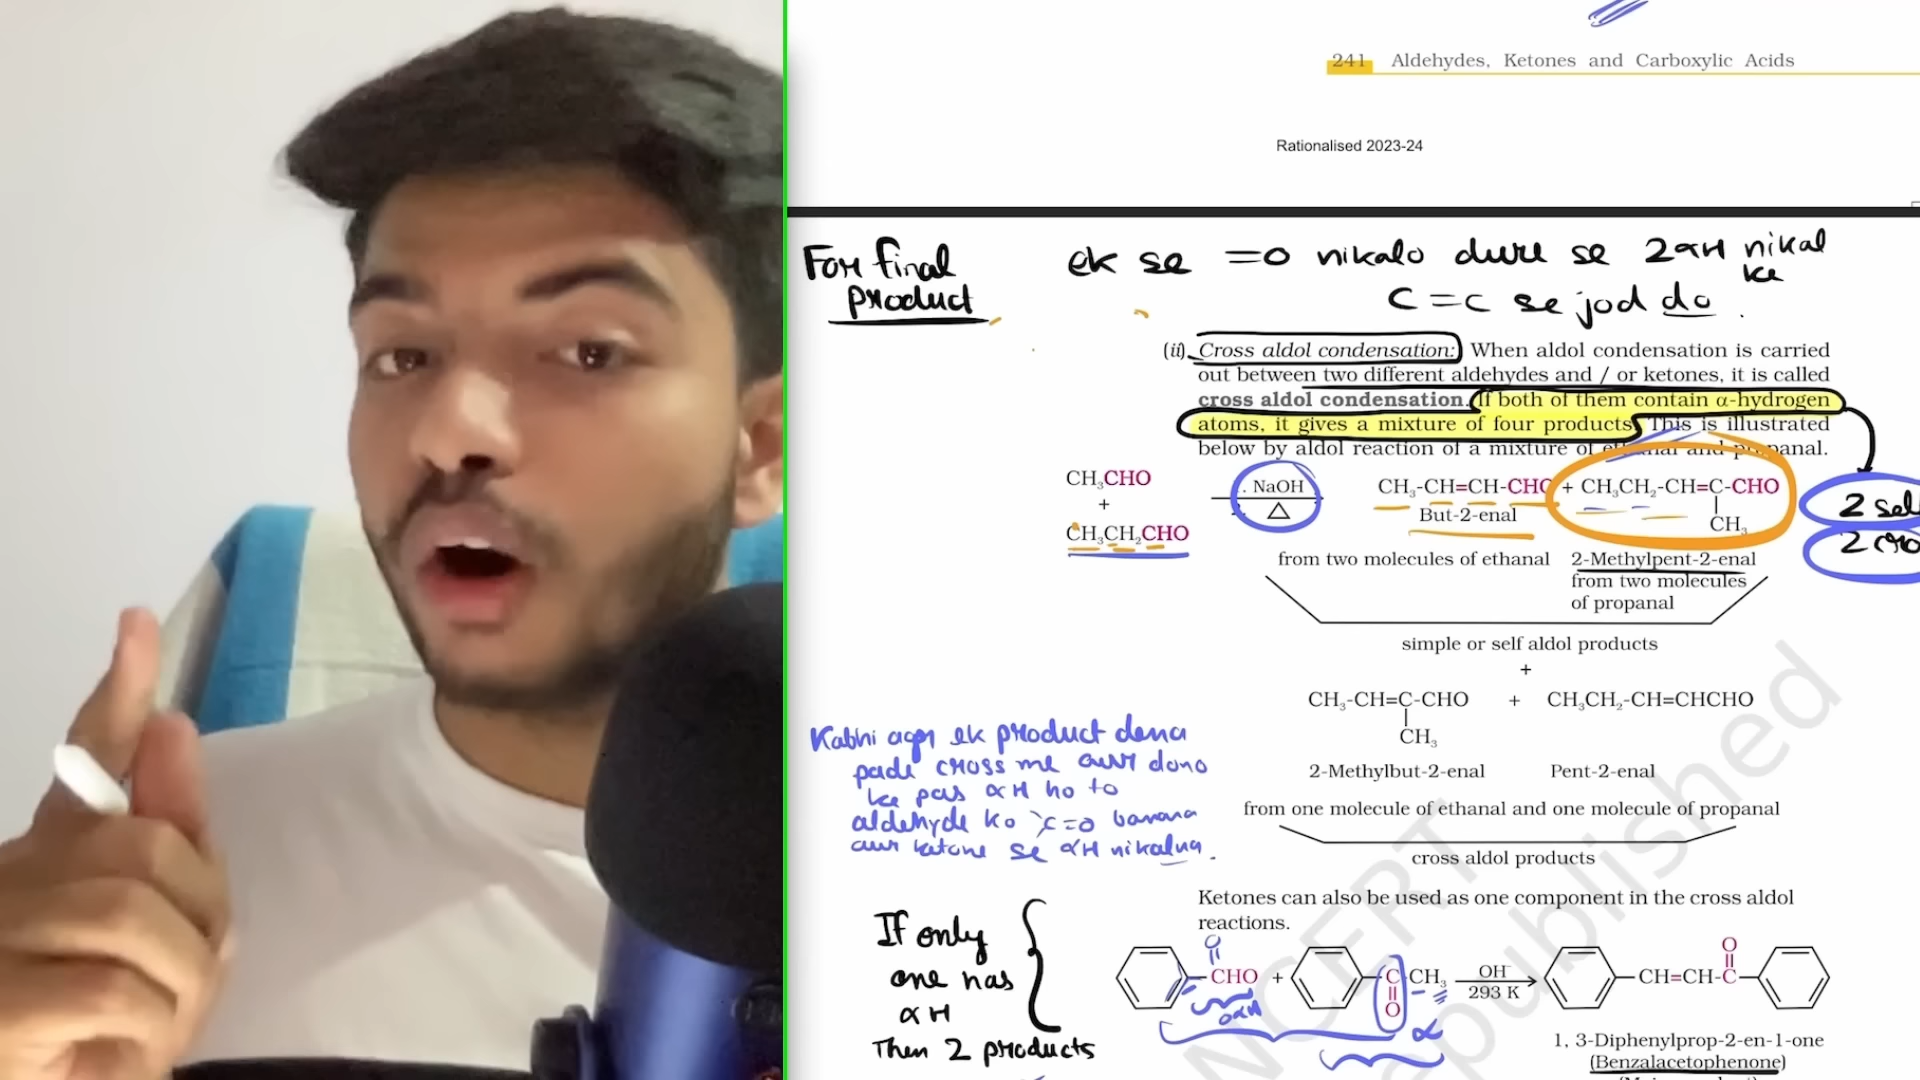 241 Aldehydes, Ketones and Carboxylic Acids
Rationalised 2023-24
For final
product
ek se =O nikalo dusre se 2αH nikal
ke
C=C se jod do.
(ii) Cross aldol condensation: When aldol condensation is carried
out between two different aldehydes and / or ketones, it is called
cross aldol condensation. If both of them contain α-hydrogen
atoms, it gives a mixture of four products. This is illustrated
below by aldol reaction of a mixture of ethanal and propanal.
CH₃CHO
+
CH₃CH₂CHO
NaOH
△
CH₃-CH=CH-CHO + CH₃CH₂-CH=C-CHO
CH₃
But-2-enal
2 sel
2 cro
from two molecules of ethanal
2-Methylpent-2-enal
from two molecules
of propanal
simple or self aldol products
+
CH₃-CH=C-CHO + CH₃CH₂-CH=CHCHO
CH₃
2-Methylbut-2-enal Pent-2-enal
from one molecule of ethanal and one molecule of propanal
cross aldol products
Kabhi agr ek product dena
pade cross me aur dono
ke pas αH ho to
aldehyde ko >C=O banana
aur ketone se αH nikalna.
Ketones can also be used as one component in the cross aldol
reactions.
If only
one has
αH
Then 2 products
O
CHO + C CH₃
O
OH⁻
293 K
O
CH=CH-C
α
1, 3-Diphenylprop-2-en-1-one
(Benzalacetophenone)
NCERT
republished